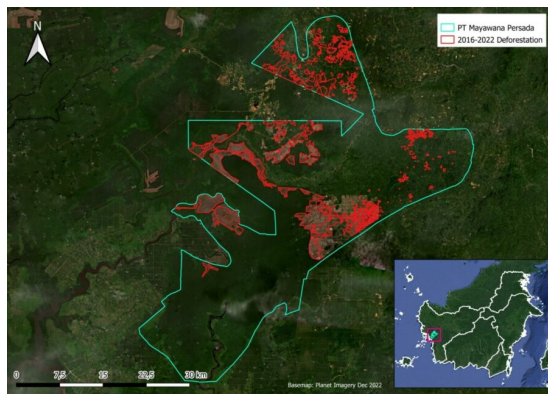 N
PT Mayawana Persada
2016-2022 Deforestation
0 7,5 15 22,5 30 km
Basemap: Planet Imagery Dec 2022